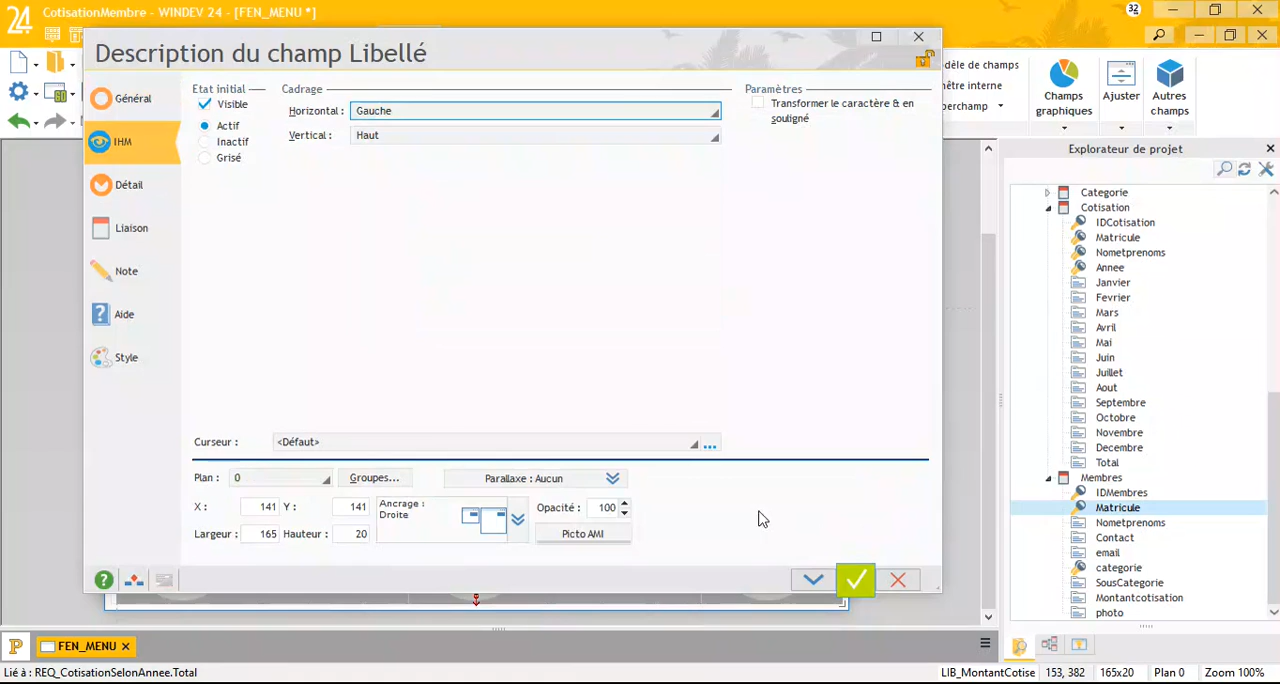 24 CotisationMembre - WINDEV 24 - [FEN_MENU *]
32
Description du champ Libellé
dèle de champs
nêtre interne
perchamp
Champs graphiques
Ajuster
Autres champs
Général
IHM
Détail
Liaison
Note
Aide
Style
Etat initial
Visible
Actif
Inactif
Grisé
Cadrage
Horizontal : Gauche
Vertical : Haut
Paramètres
Transformer le caractère & en
souligné
Curseur : <Défaut> ...
Plan : 0 Groupes... Parallaxe : Aucun
X : 141 Y : 141 Ancrage :
Droite
Opacité : 100
Largeur : 165 Hauteur : 20 Picto AMI
Explorateur de projet
Categorie
Cotisation
IDCotisation
Matricule
Nometprenoms
Annee
Janvier
Fevrier
Mars
Avril
Mai
Juin
Juillet
Aout
Septembre
Octobre
Novembre
Decembre
Total
Membres
IDMembres
Matricule
Nometprenoms
Contact
email
categorie
SousCategorie
Montantcotisation
photo
FEN_MENU
Lié à : REQ_CotisationSelonAnnee.Total LIB_MontantCotise 153, 382 165x20 Plan 0 Zoom 100%